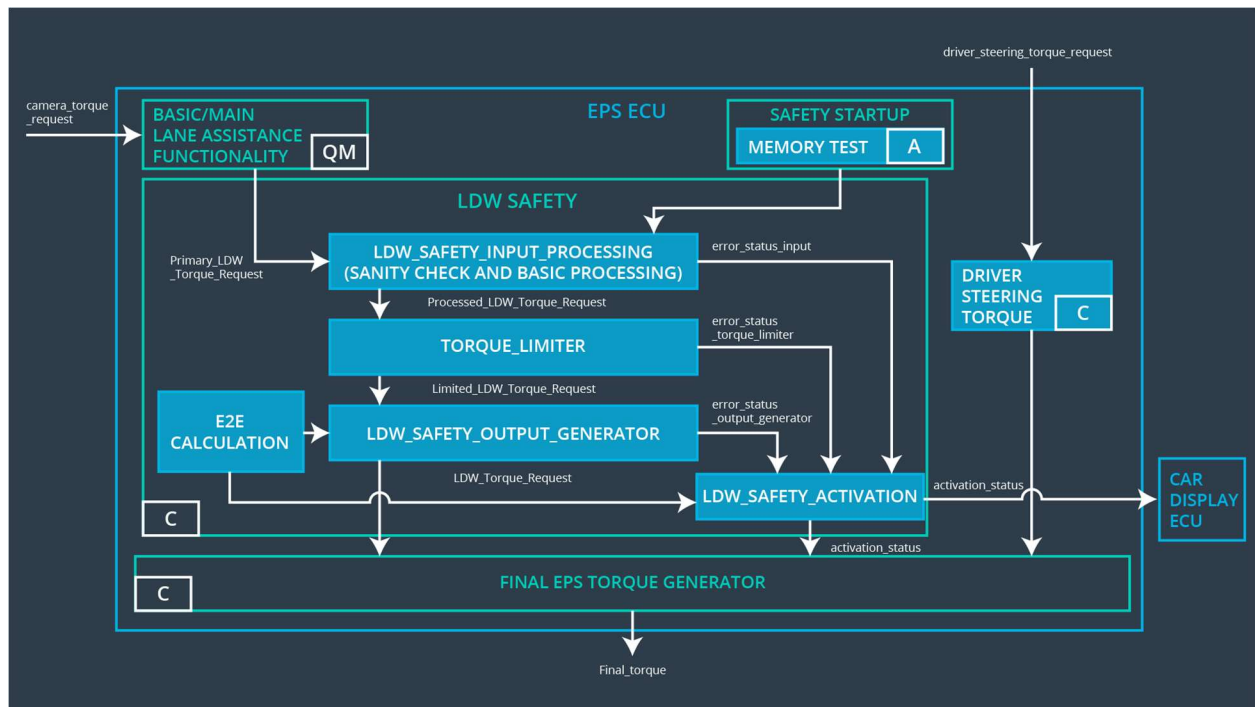 driver_steering_torque_request
camera_torque
_request
EPS ECU
BASIC/MAIN
LANE ASSISTANCE
FUNCTIONALITY
QM
SAFETY STARTUP
MEMORY TEST
A
LDW SAFETY
Primary_LDW
_Torque_Request
LDW_SAFETY_INPUT_PROCESSING
(SANITY CHECK AND BASIC PROCESSING)
error_status_input
DRIVER
STEERING
TORQUE
C
Processed_LDW_Torque_Request
TORQUE_LIMITER
error_status
_torque_limiter
Limited_LDW_Torque_Request
E2E
CALCULATION
LDW_SAFETY_OUTPUT_GENERATOR
error_status
_output_generator
LDW_Torque_Request
LDW_SAFETY_ACTIVATION
activation_status
CAR
DISPLAY
ECU
C
activation_status
FINAL EPS TORQUE GENERATOR
C
Final_torque